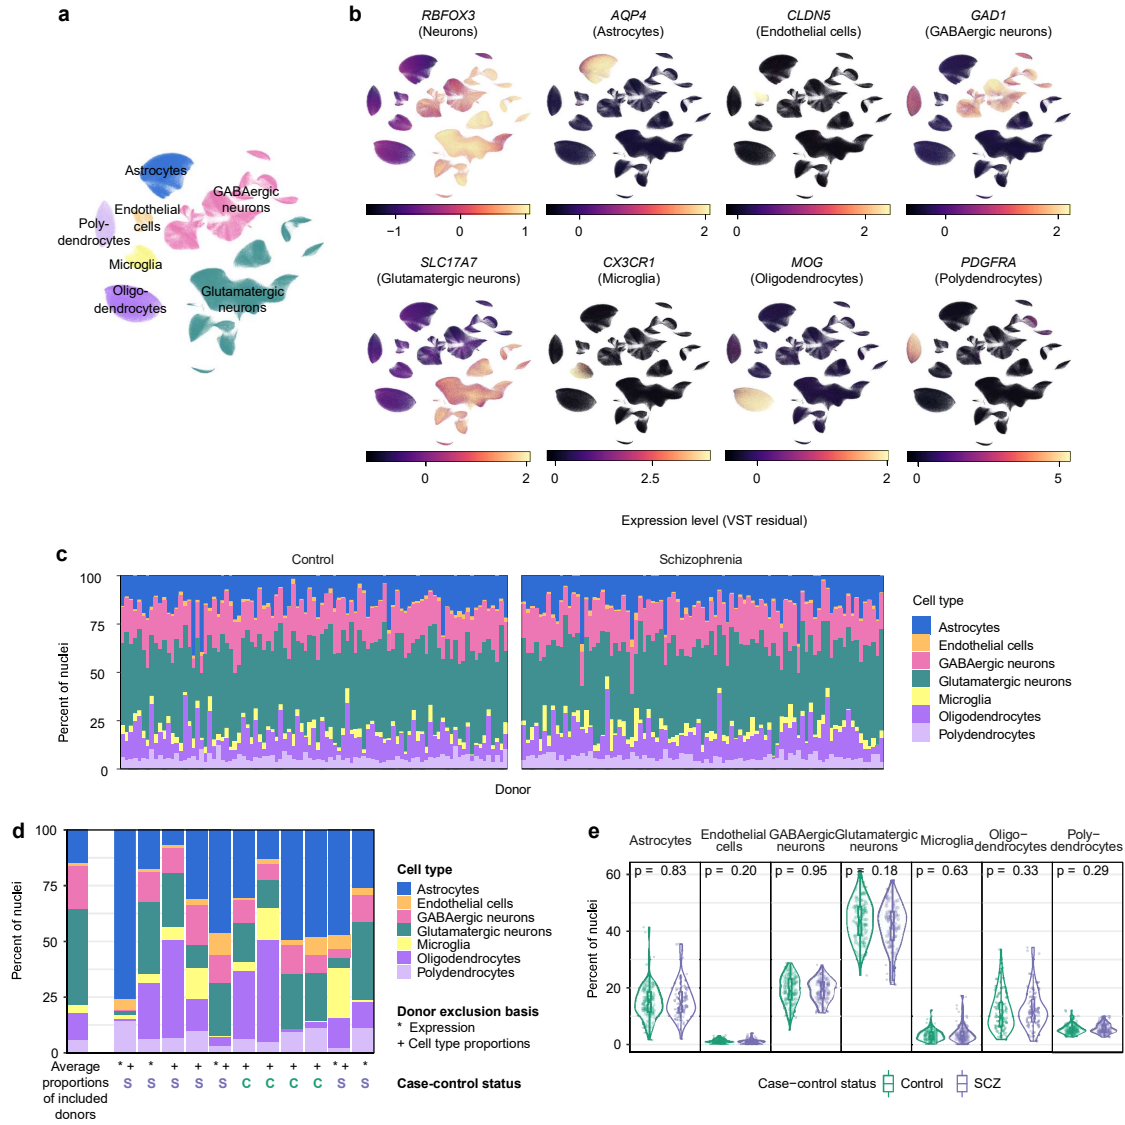 a
Astrocytes
GABAergic
neurons
Endothelial
cells
Poly-
dendrocytes
Microglia
Oligo-
dendrocytes
Glutamatergic
neurons
b
RBFOX3
(Neurons)
AQP4
(Astrocytes)
CLDN5
(Endothelial cells)
GAD1
(GABAergic neurons)
−1 0 1
0 2
0 2
0 2
SLC17A7
(Glutamatergic neurons)
CX3CR1
(Microglia)
MOG
(Oligodendrocytes)
PDGFRA
(Polydendrocytes)
0 2
0 2.5
0 2
0 5
Expression level (VST residual)
c
Control
Schizophrenia
Percent of nuclei
100
75
50
25
0
Donor
Cell type
Astrocytes
Endothelial cells
GABAergic neurons
Glutamatergic neurons
Microglia
Oligodendrocytes
Polydendrocytes
d
Percent of nuclei
100
75
50
25
0
Average
proportions
of included
donors
* + * + + * + + + + + * + *
S S S S S C C C C S S
Cell type
Astrocytes
Endothelial cells
GABAergic neurons
Glutamatergic neurons
Microglia
Oligodendrocytes
Polydendrocytes
Donor exclusion basis
* Expression
+ Cell type proportions
Case-control status
e
Astrocytes
Endothelial
cells
GABAergic
neurons
Glutamatergic
neurons
Microglia
Oligo−
dendrocytes
Poly−
dendrocytes
p = 0.83
p = 0.20
p = 0.95
p = 0.18
p = 0.63
p = 0.33
p = 0.29
Percent of nuclei
60
40
20
0
Case−control status Control SCZ